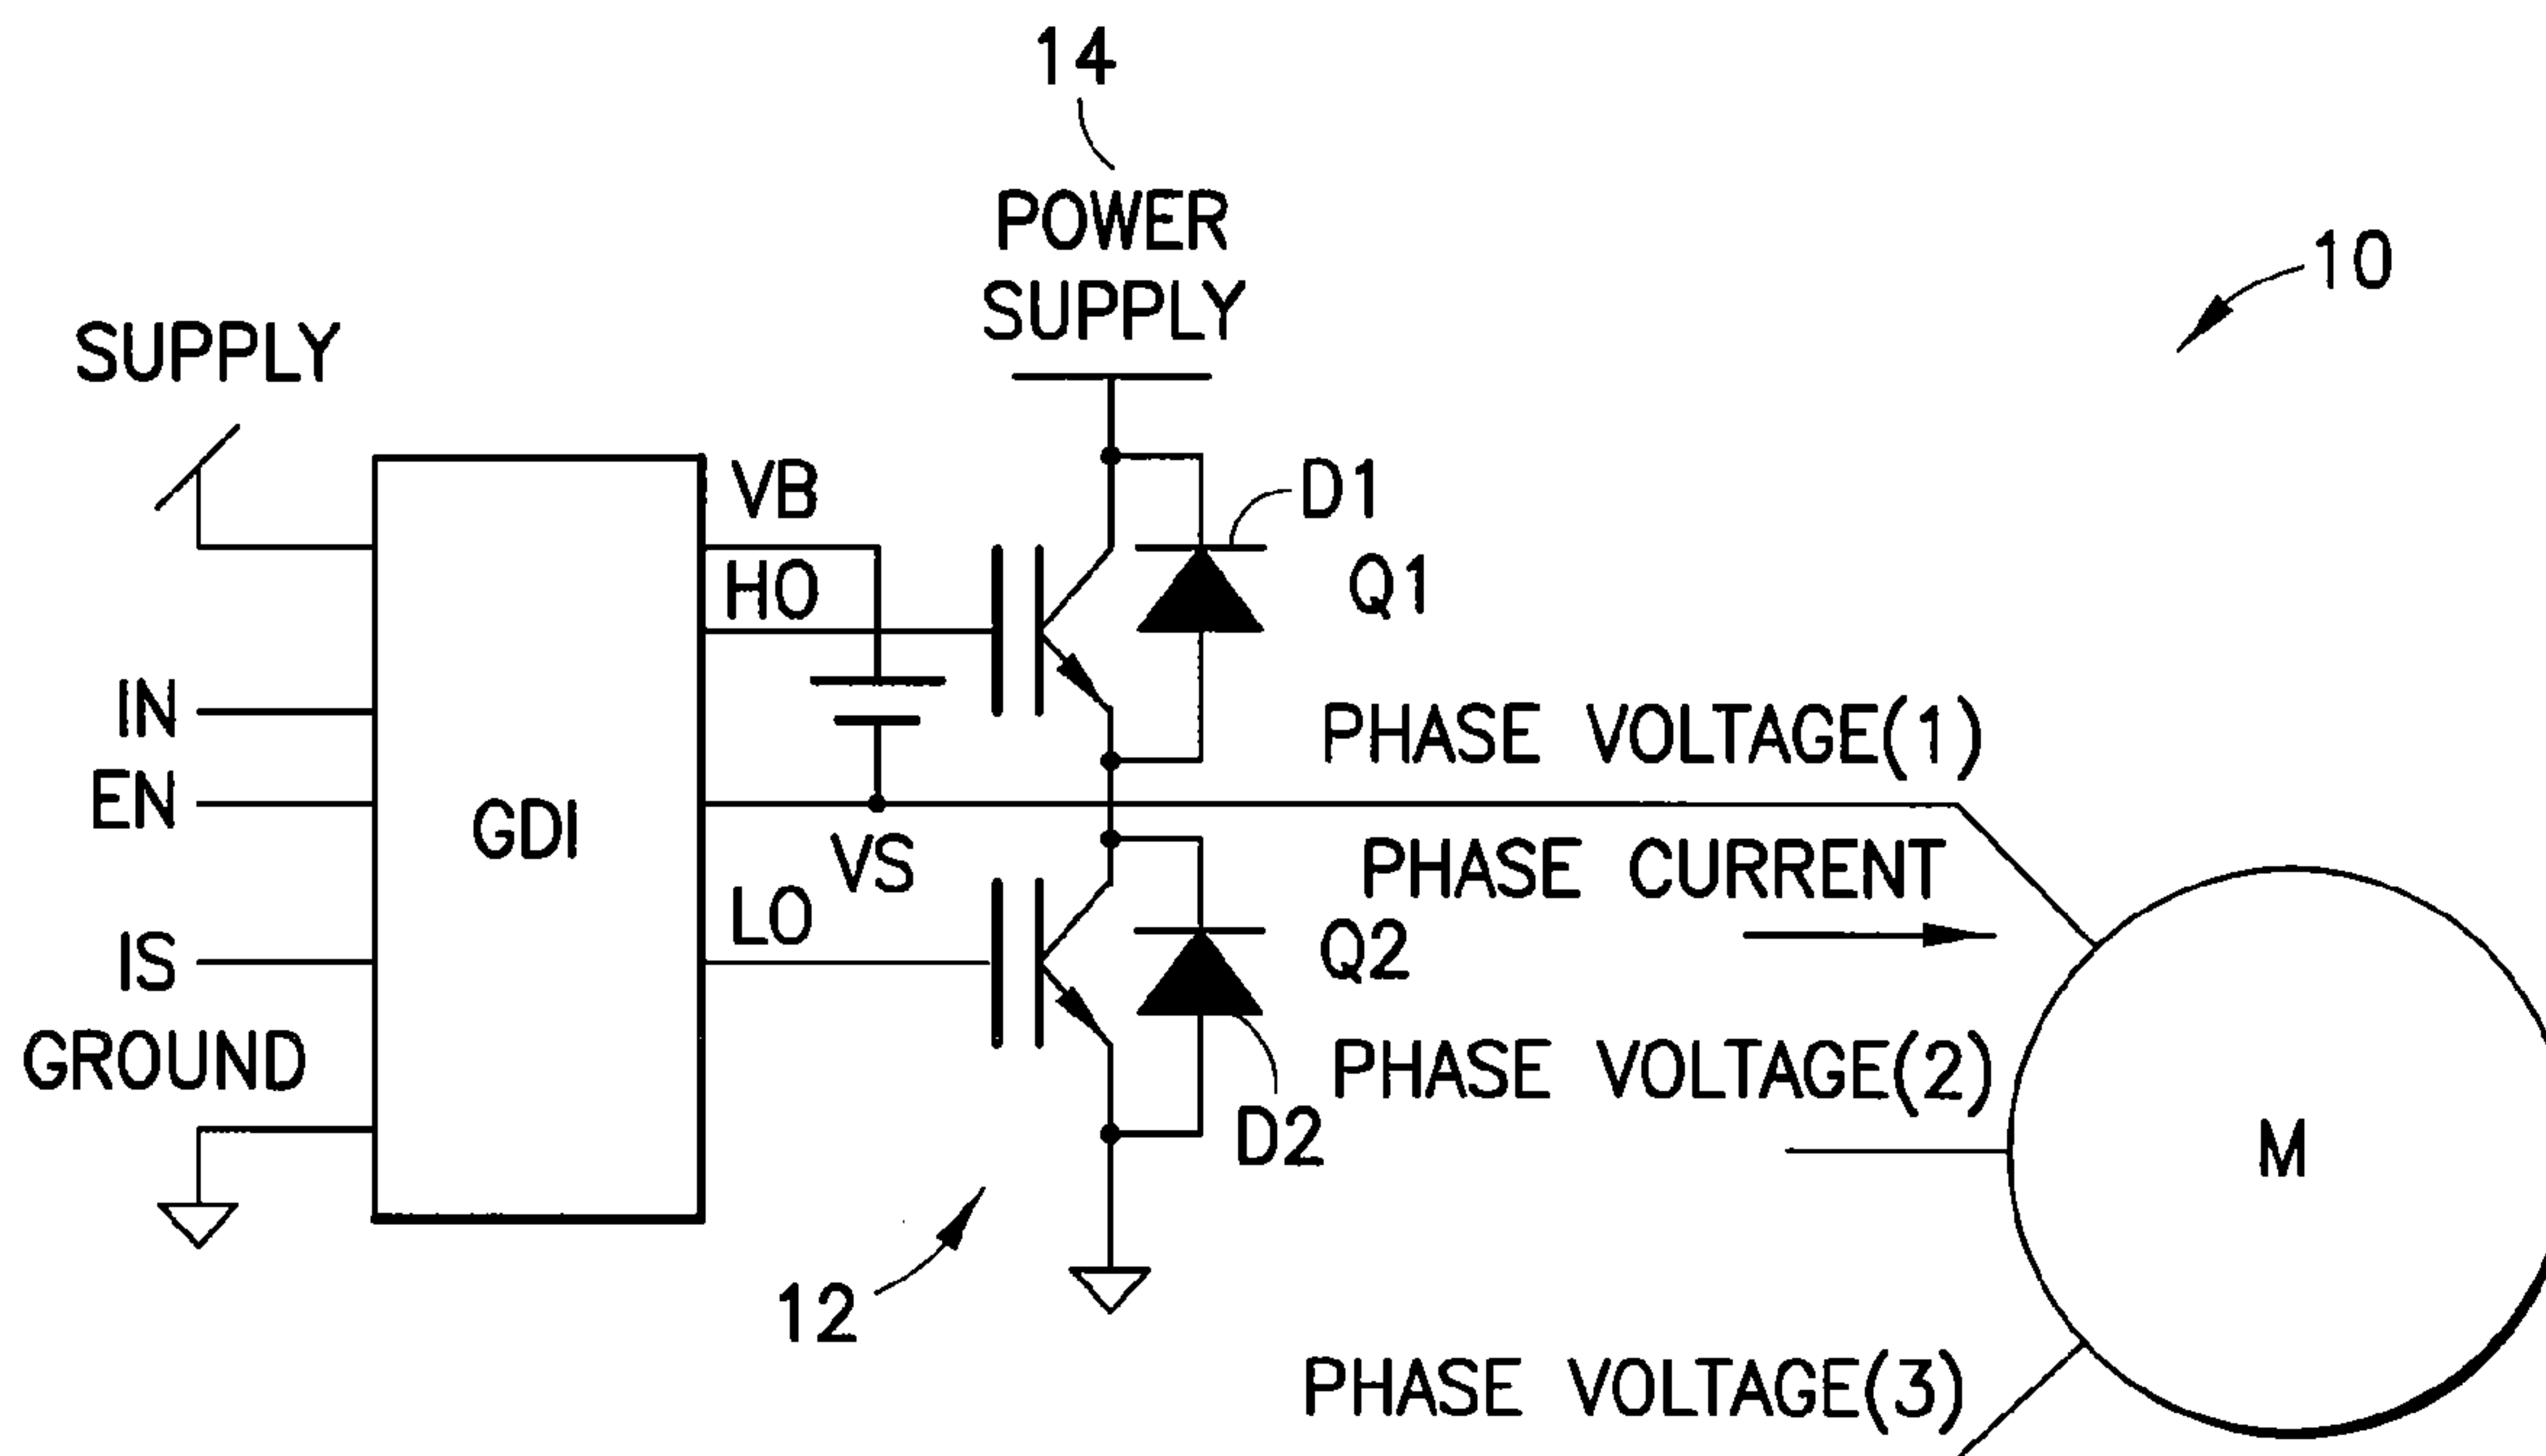 14
POWER
SUPPLY
10
SUPPLY
VB
D1
HO
Q1
IN
PHASE VOLTAGE(1)
EN
GDI
VS
PHASE CURRENT
LO
Q2
IS
GROUND
PHASE VOLTAGE(2)
D2
M
12
PHASE VOLTAGE(3)